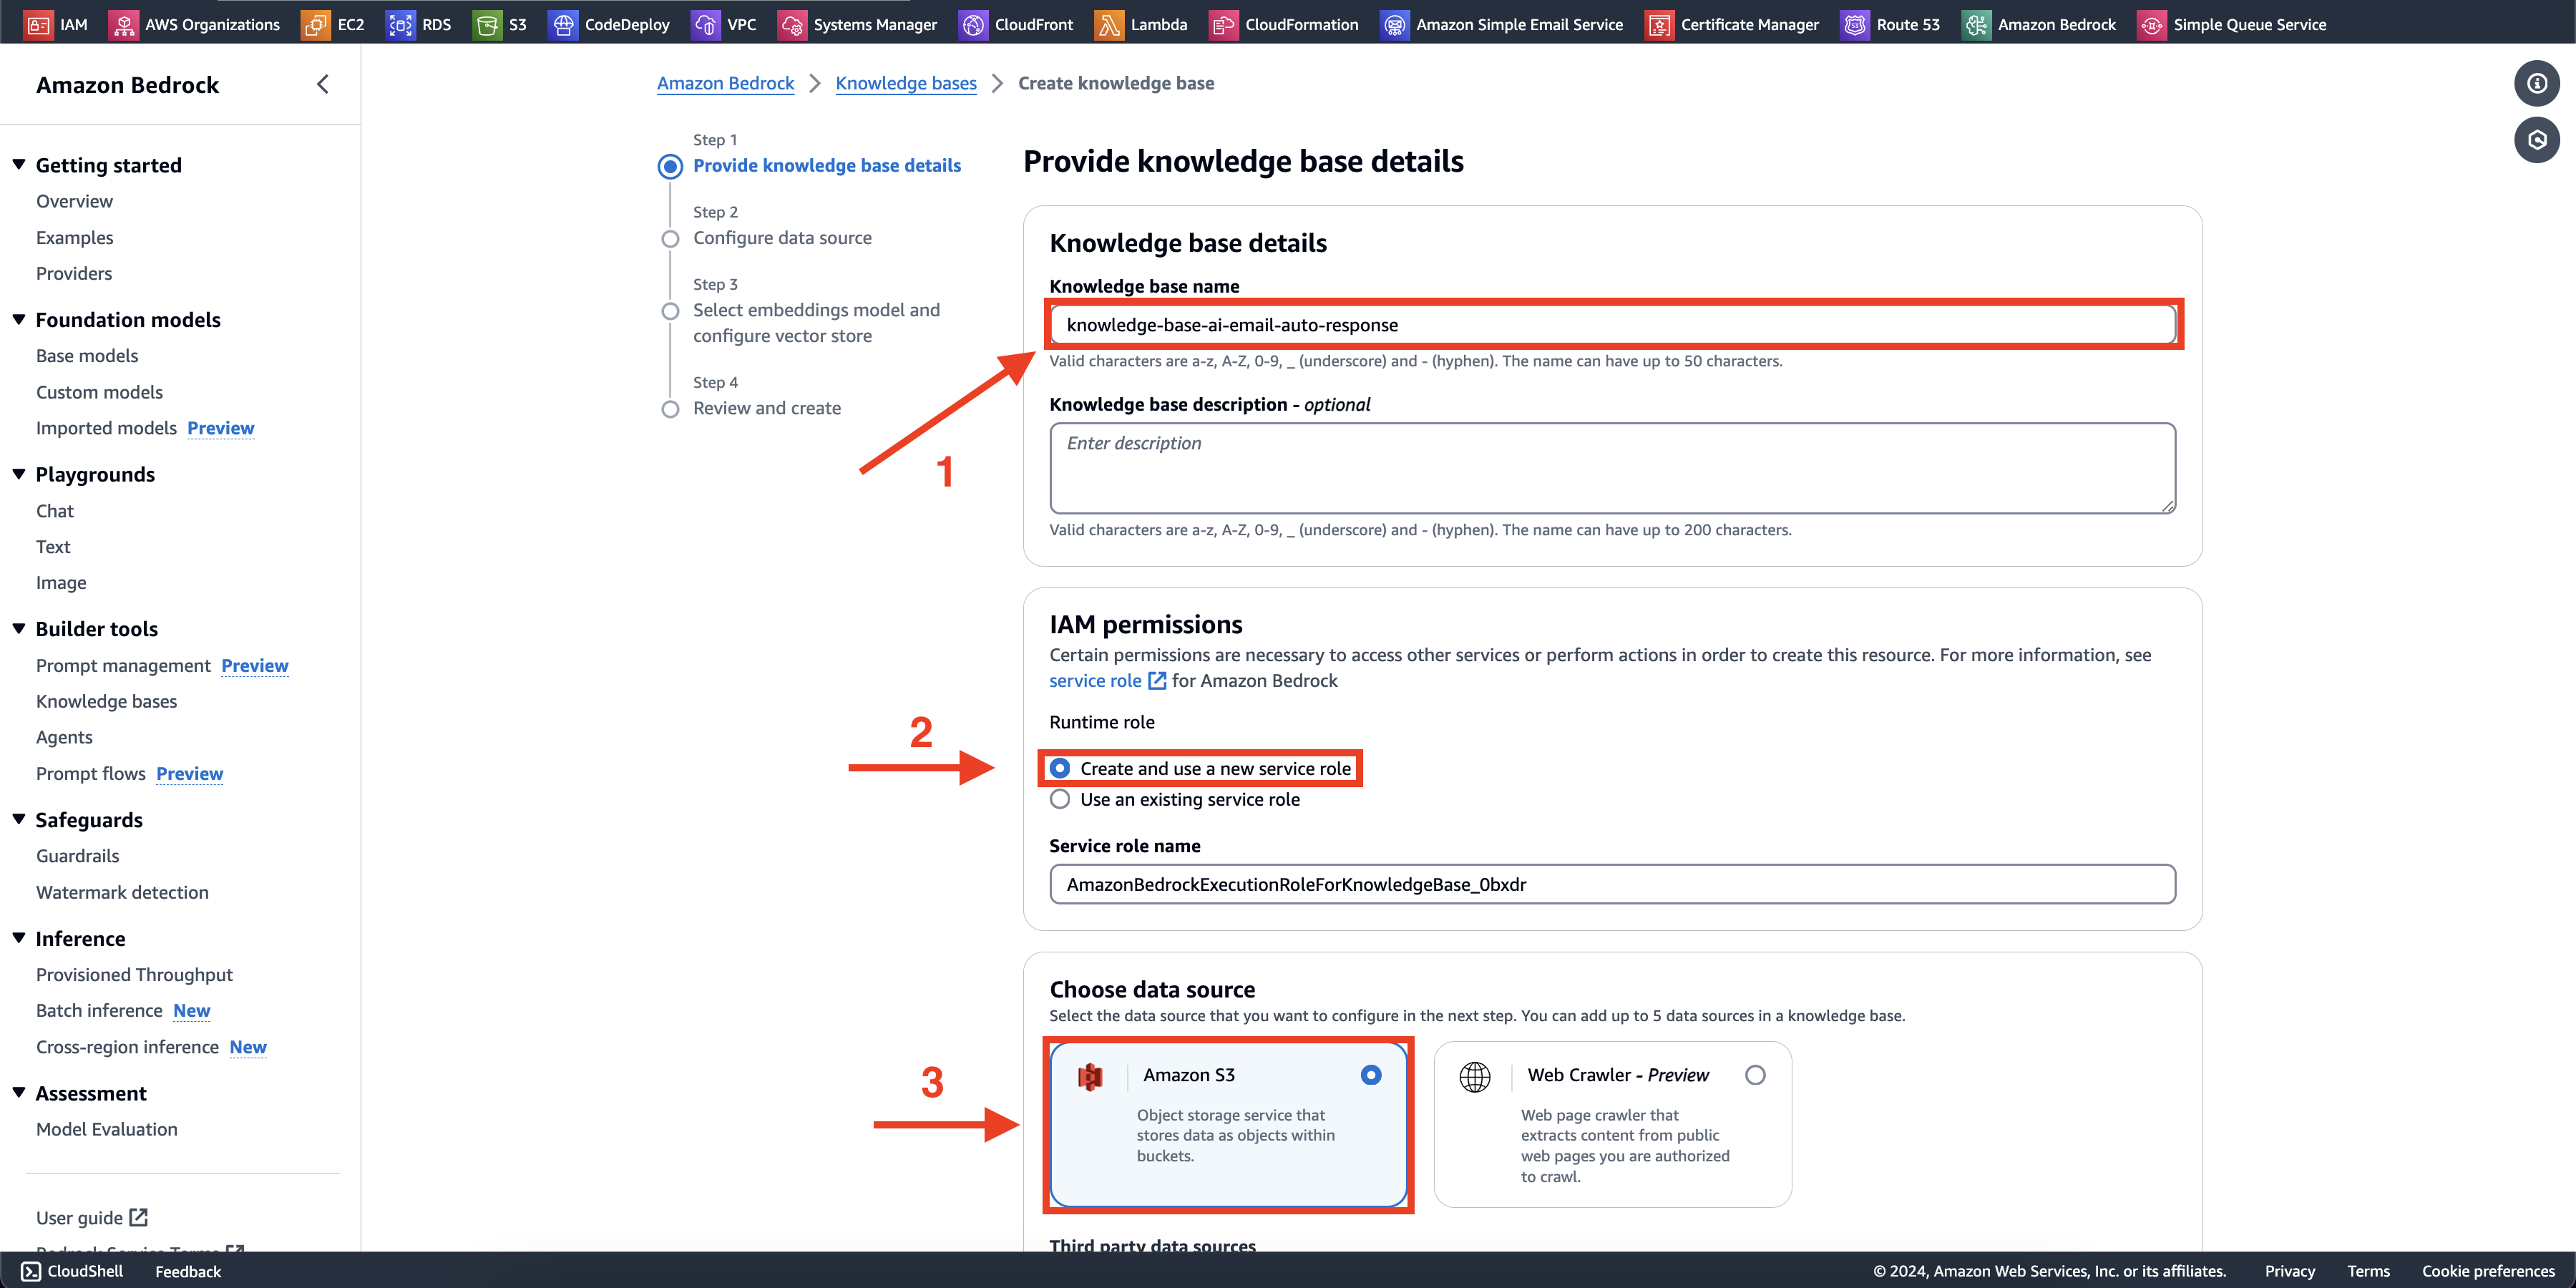 IAM AWS Organizations EC2 RDS S3 CodeDeploy VPC Systems Manager CloudFront Lambda CloudFormation Amazon Simple Email Service Certificate Manager Route 53 Amazon Bedrock Simple Queue Service
Amazon Bedrock
Getting started
Overview
Examples
Providers
Foundation models
Base models
Custom models
Imported models Preview
Playgrounds
Chat
Text
Image
Builder tools
Prompt management Preview
Knowledge bases
Agents
Prompt flows Preview
Safeguards
Guardrails
Watermark detection
Inference
Provisioned Throughput
Batch inference New
Cross-region inference New
Assessment
Model Evaluation
User guide
Bedrock Service Terms
Amazon Bedrock Knowledge bases Create knowledge base
Step 1
Provide knowledge base details
Step 2
Configure data source
Step 3
Select embeddings model and
configure vector store
Step 4
Review and create
Provide knowledge base details
Knowledge base details
Knowledge base name
knowledge-base-ai-email-auto-response
Valid characters are a-z, A-Z, 0-9, _ (underscore) and - (hyphen). The name can have up to 50 characters.
1
Knowledge base description - optional
Enter description
Valid characters are a-z, A-Z, 0-9, _ (underscore) and - (hyphen). The name can have up to 200 characters.
IAM permissions
Certain permissions are necessary to access other services or perform actions in order to create this resource. For more information, see
service role for Amazon Bedrock
Runtime role
2
Create and use a new service role
Use an existing service role
Service role name
AmazonBedrockExecutionRoleForKnowledgeBase_0bxdr
Choose data source
Select the data source that you want to configure in the next step. You can add up to 5 data sources in a knowledge base.
3
Amazon S3
Object storage service that
stores data as objects within
buckets.
Web Crawler - Preview
Web page crawler that
extracts content from public
web pages you are authorized
to crawl.
Third party data sources
CloudShell Feedback © 2024, Amazon Web Services, Inc. or its affiliates. Privacy Terms Cookie preferences